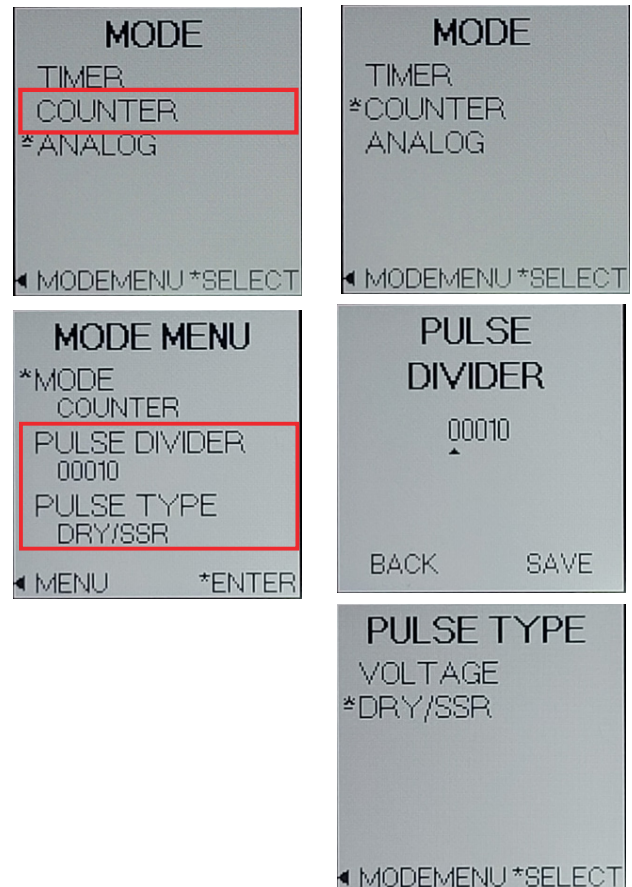 MODE
TIMER
COUNTER
*ANALOG
◄ MODEMENU *SELECT
MODE
TIMER
*COUNTER
ANALOG
◄ MODEMENU *SELECT
MODE MENU
*MODE
COUNTER
PULSE DIVIDER
00010
PULSE TYPE
DRY/SSR
◄ MENU *ENTER
PULSE
DIVIDER
00010
BACK SAVE
PULSE TYPE
VOLTAGE
*DRY/SSR
◄ MODEMENU *SELECT